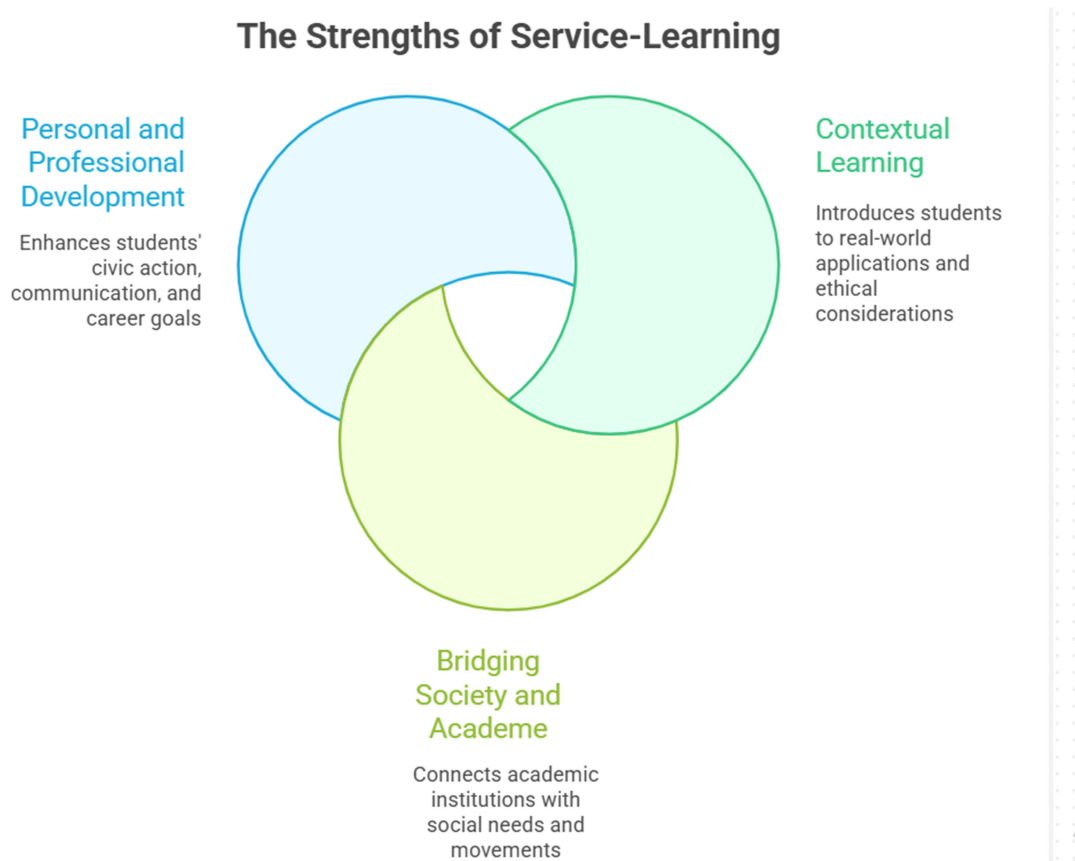 The Strengths of Service-Learning
Personal and
Professional
Development
Enhances students'
civic action,
communication, and
career goals
Contextual
Learning
Introduces students
to real-world
applications and
ethical
considerations
Bridging
Society and
Academe
Connects academic
institutions with
social needs and
movements